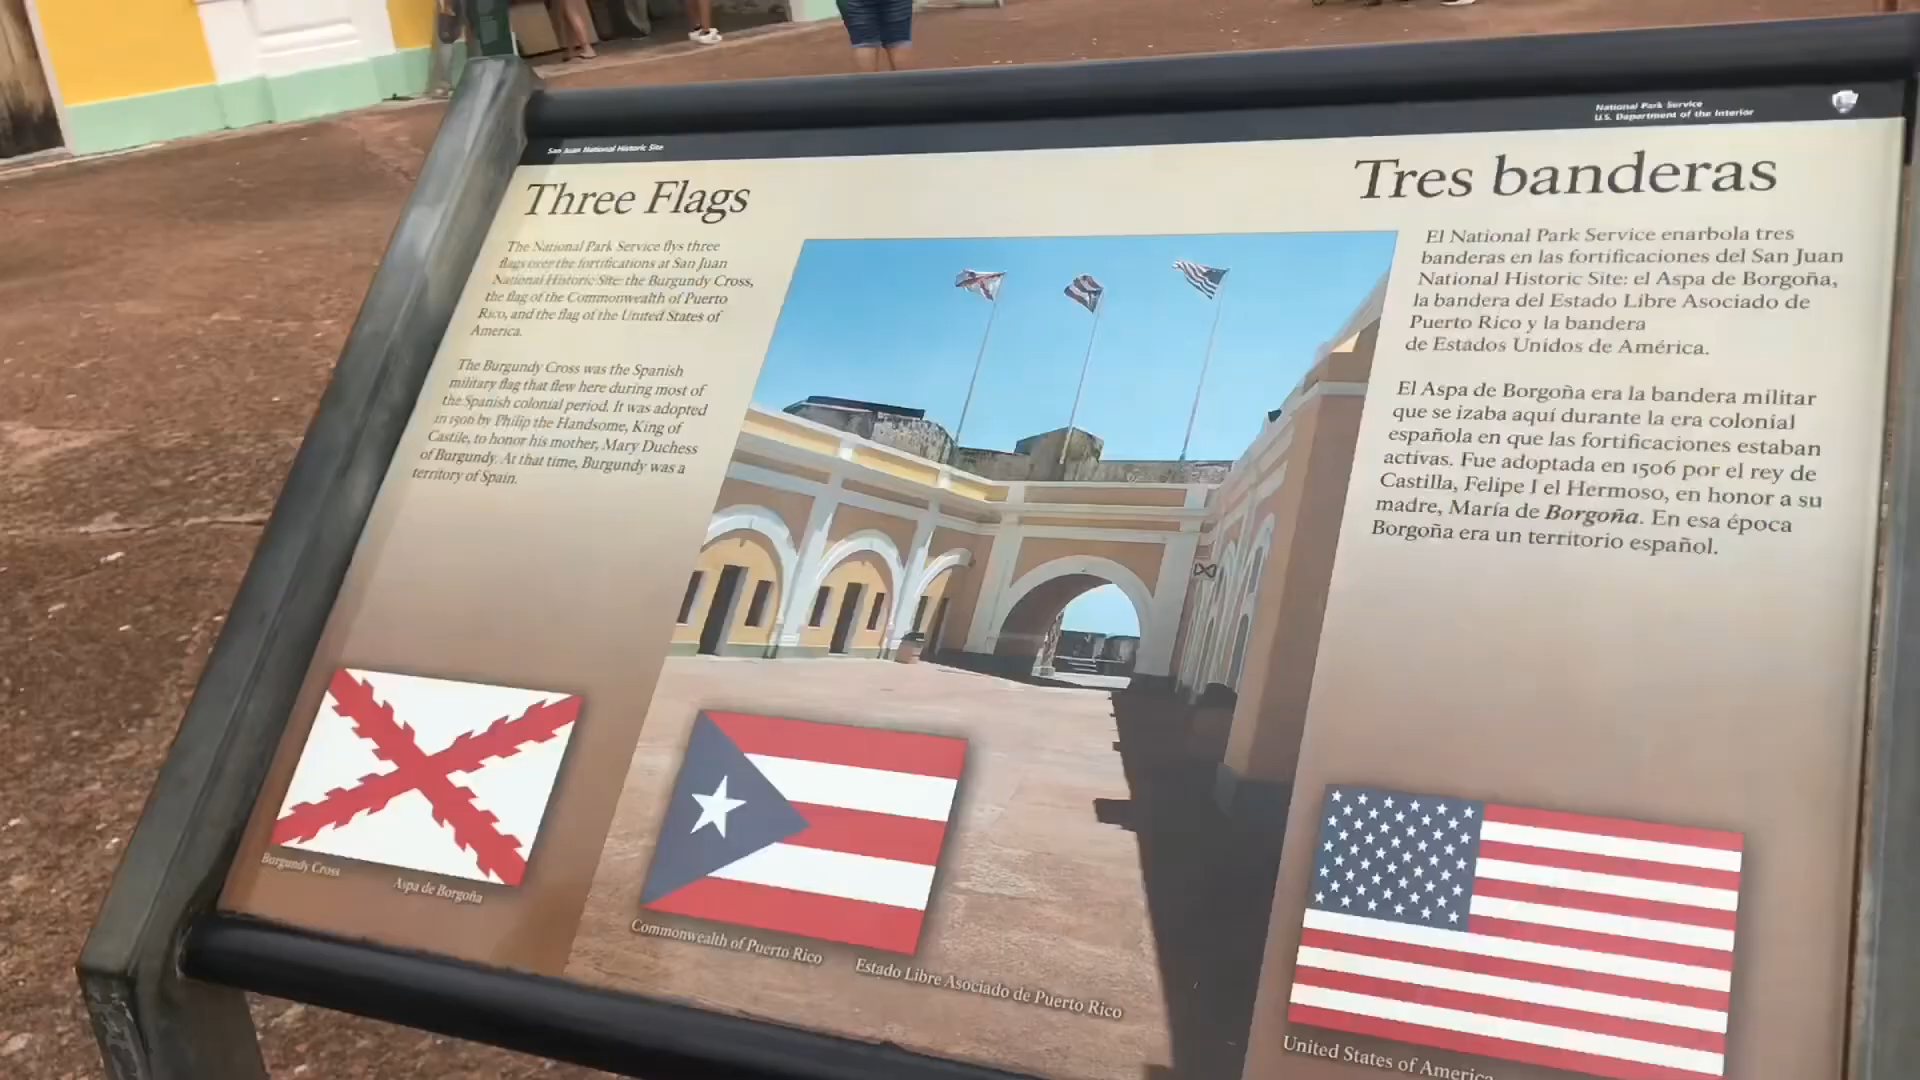 San Juan National Historic Site
National Park Service
U.S. Department of the Interior
Three Flags
The National Park Service flys three
flags over the fortifications at San Juan
National Historic Site: the Burgundy Cross,
the flag of the Commonwealth of Puerto
Rico, and the flag of the United States of
America.
The Burgundy Cross was the Spanish
military flag that flew here during most of
the Spanish colonial period. It was adopted
in 1506 by Philip the Handsome, King of
Castile, to honor his mother, Mary Duchess
of Burgundy. At that time, Burgundy was a
territory of Spain.
Tres banderas
El National Park Service enarbola tres
banderas en las fortificaciones del San Juan
National Historic Site: el Aspa de Borgoña,
la bandera del Estado Libre Asociado de
Puerto Rico y la bandera
de Estados Unidos de América.
El Aspa de Borgoña era la bandera militar
que se izaba aquí durante la era colonial
española en que las fortificaciones estaban
activas. Fue adoptada en 1506 por el rey de
Castilla, Felipe I el Hermoso, en honor a su
madre, María de Borgoña. En esa época
Borgoña era un territorio español.
Burgundy Cross
Aspa de Borgoña
Commonwealth of Puerto Rico
Estado Libre Asociado de Puerto Rico
United States of America